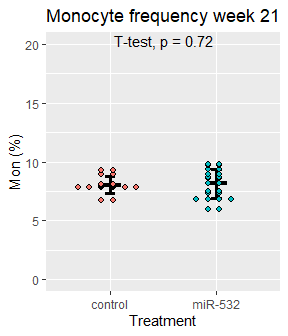 Monocyte frequency week 21
T-test, p = 0.72
20
15
10
5
0
Mon (%)
control
miR-532
Treatment